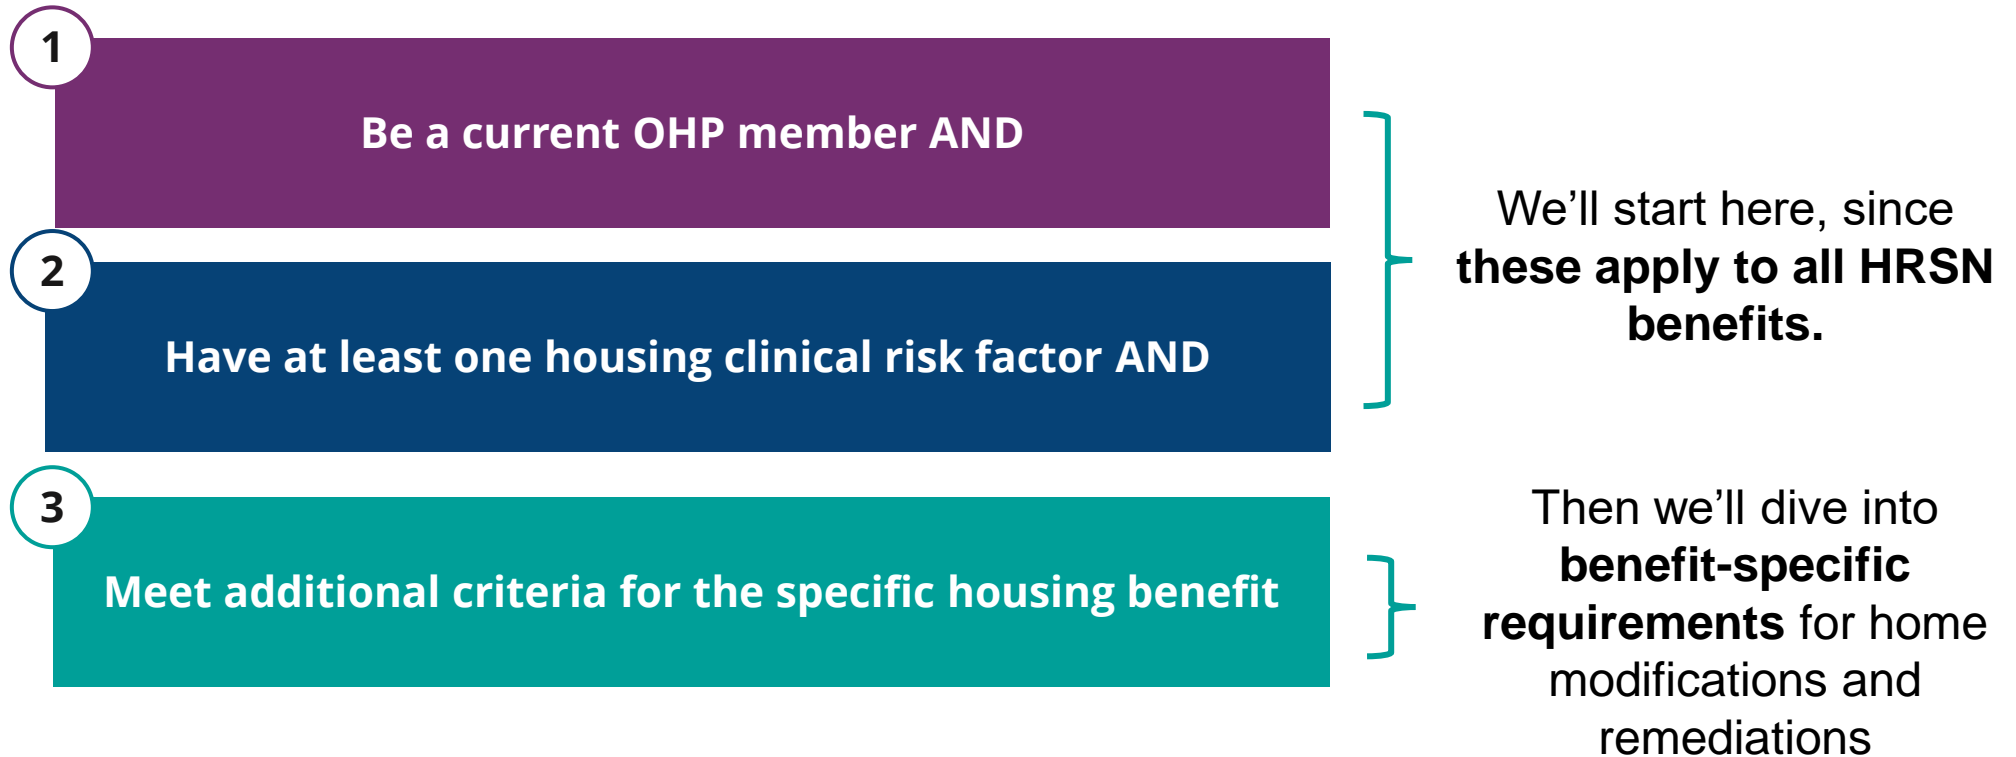 1
Be a current OHP member AND
2
Have at least one housing clinical risk factor AND
We’ll start here, since
these apply to all HRSN
benefits.
3
Meet additional criteria for the specific housing benefit
Then we’ll dive into
benefit-specific
requirements for home
modifications and
remediations